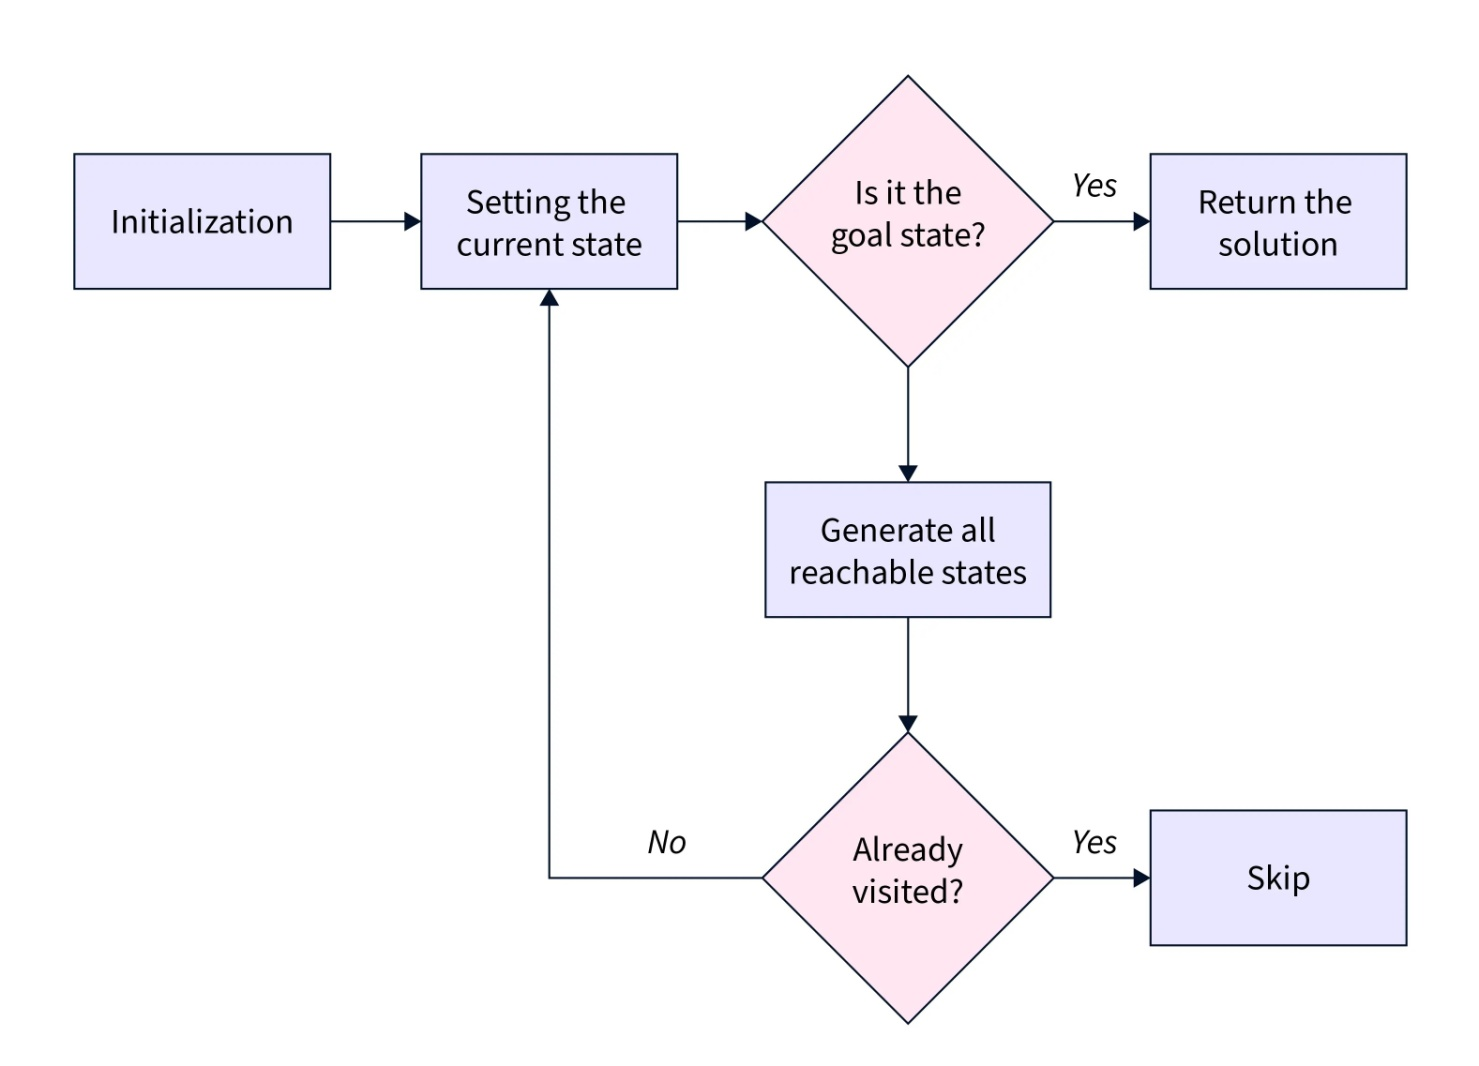 Initialization
Setting the
current state
Is it the
goal state?
Yes
Return the
solution
Generate all
reachable states
No
Already
visited?
Yes
Skip